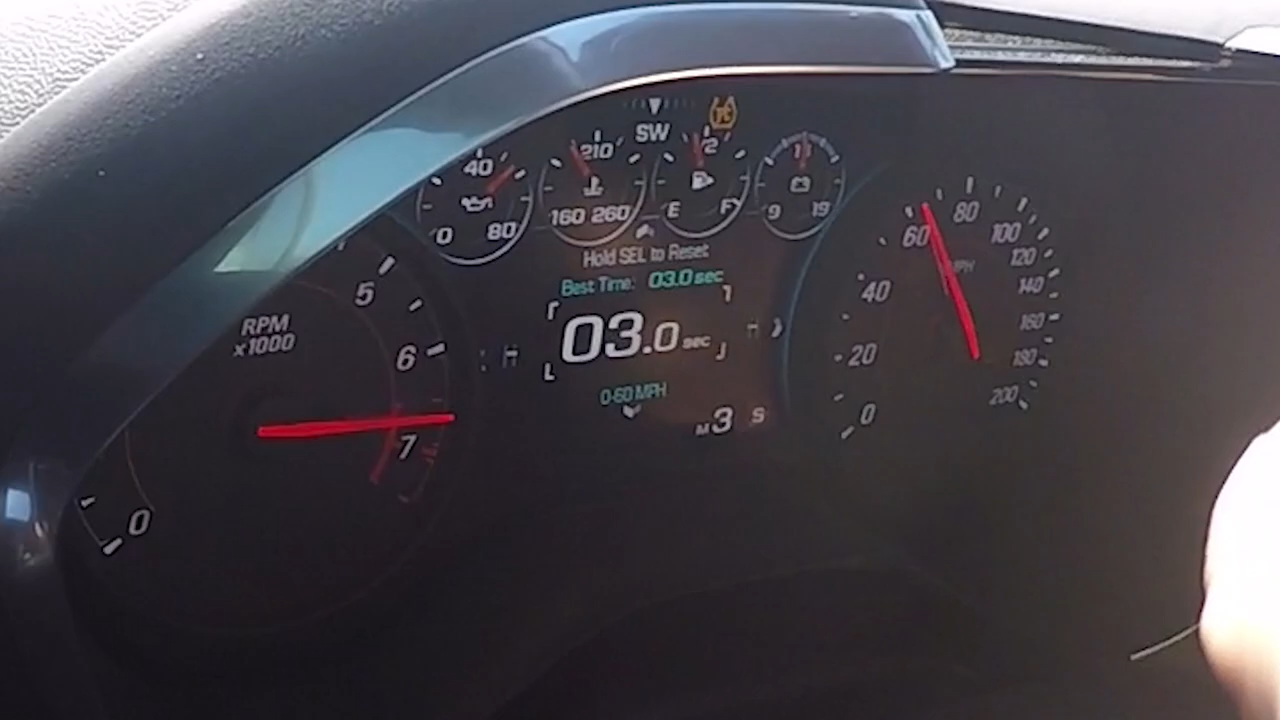 SW
40
0 80
210
160 260
1/2
E F
9 19
Hold SEL to Reset
Best Time: 03.0 sec
03.0 sec
0-60 MPH
M3 S
RPM
x1000
0
5
6
7
0
20
40
60
80
100
120
140
160
180
200